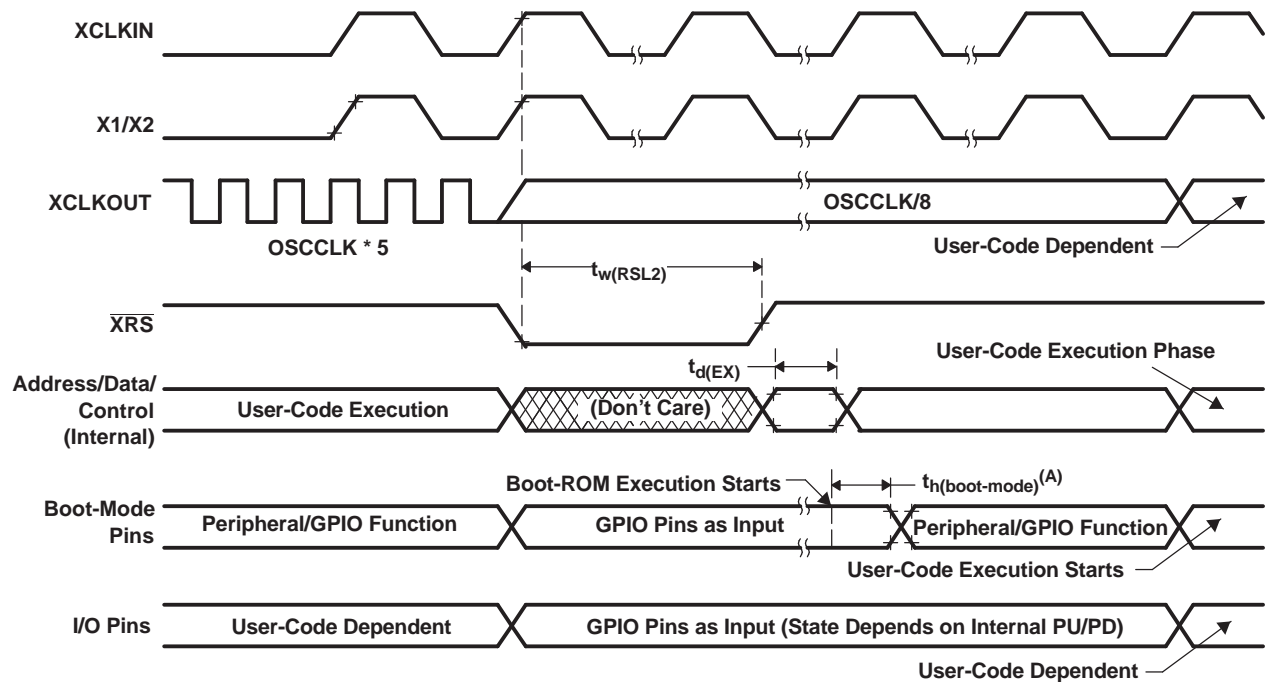 XCLKIN
X1/X2
XCLKOUT
OSCCLK/8
OSCCLK * 5
User-Code Dependent
tw(RSL2)
XRS
User-Code Execution Phase
td(EX)
Address/Data/
Control
(Internal)
User-Code Execution
(Don't Care)
Boot-ROM Execution Starts
th(boot-mode)(A)
Boot-Mode
Pins
Peripheral/GPIO Function
GPIO Pins as Input
Peripheral/GPIO Function
User-Code Execution Starts
I/O Pins
User-Code Dependent
GPIO Pins as Input (State Depends on Internal PU/PD)
User-Code Dependent